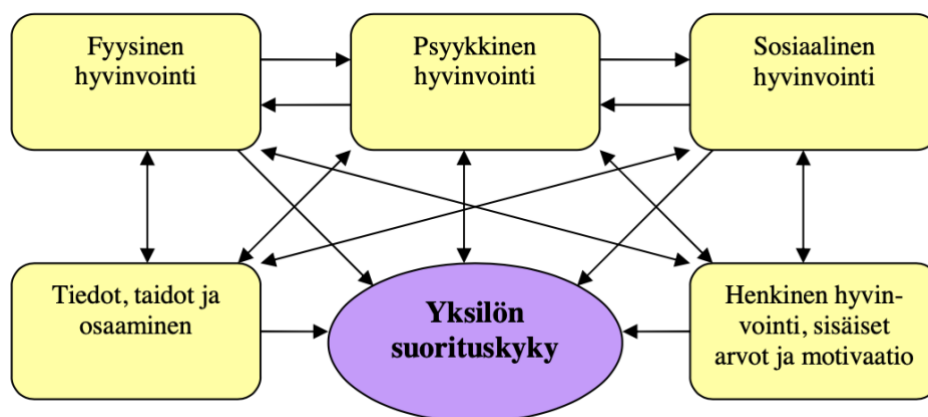 Fyysinen
hyvinvointi
Psyykkinen
hyvinvointi
Sosiaalinen
hyvinvointi
Tiedot, taidot ja
osaaminen
Yksilön
suorituskyky
Henkinen hyvin-
vointi, sisäiset
arvot ja motivaatio